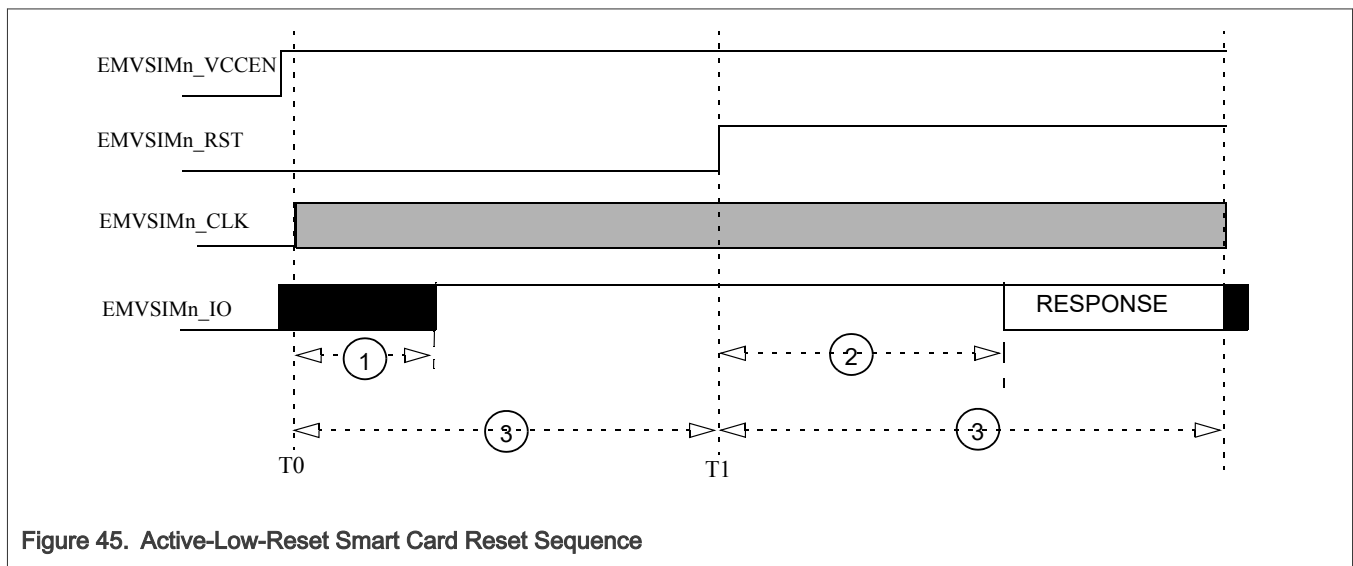 EMVSIMn_VCCEN
EMVSIMn_RST
EMVSIMn_CLK
EMVSIMn_IO
RESPONSE
1
2
3
3
T0
T1
Figure 45. Active-Low-Reset Smart Card Reset Sequence